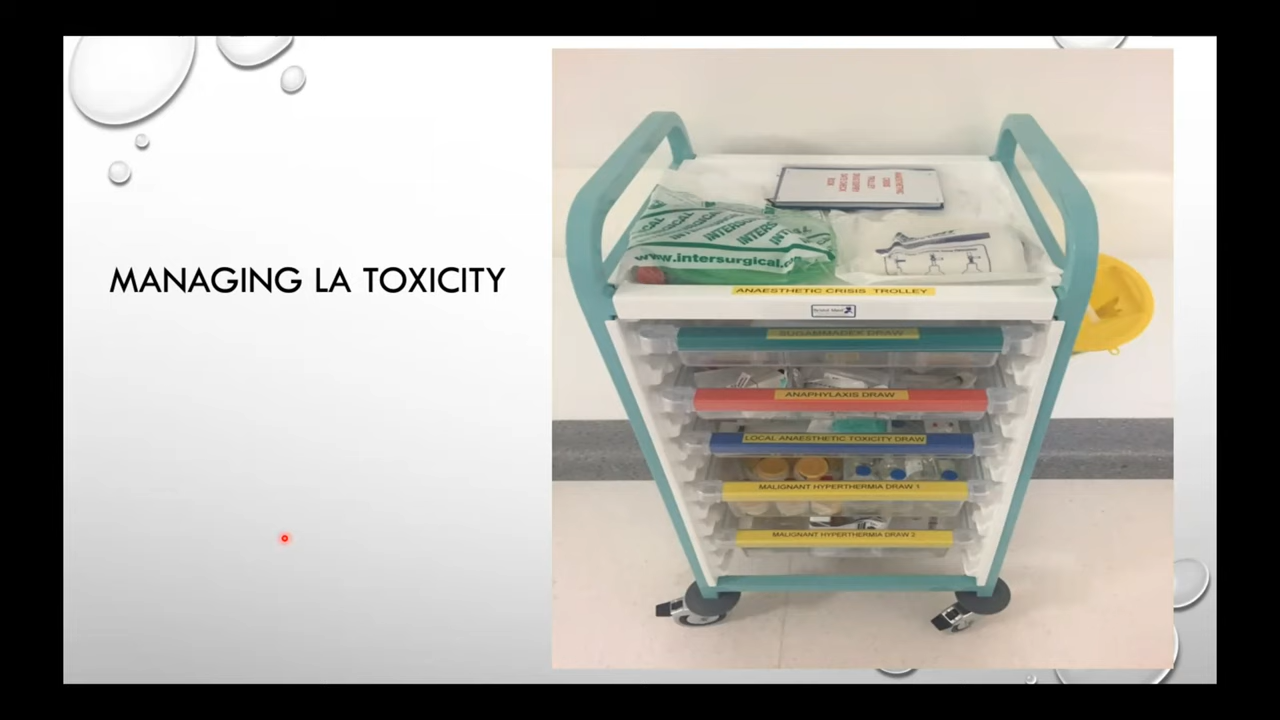 MANAGING LA TOXICITY
INTERSURGICAL
www.intersurgical.c
ANAESTHETIC CRISIS TROLLEY
SUGAMMADEX DRAW
ANAPHYLAXIS DRAW
LOCAL ANAESTHETIC TOXICITY DRAW
MALIGNANT HYPERTHERMIA DRAW 1
MALIGNANT HYPERTHERMIA DRAW 2